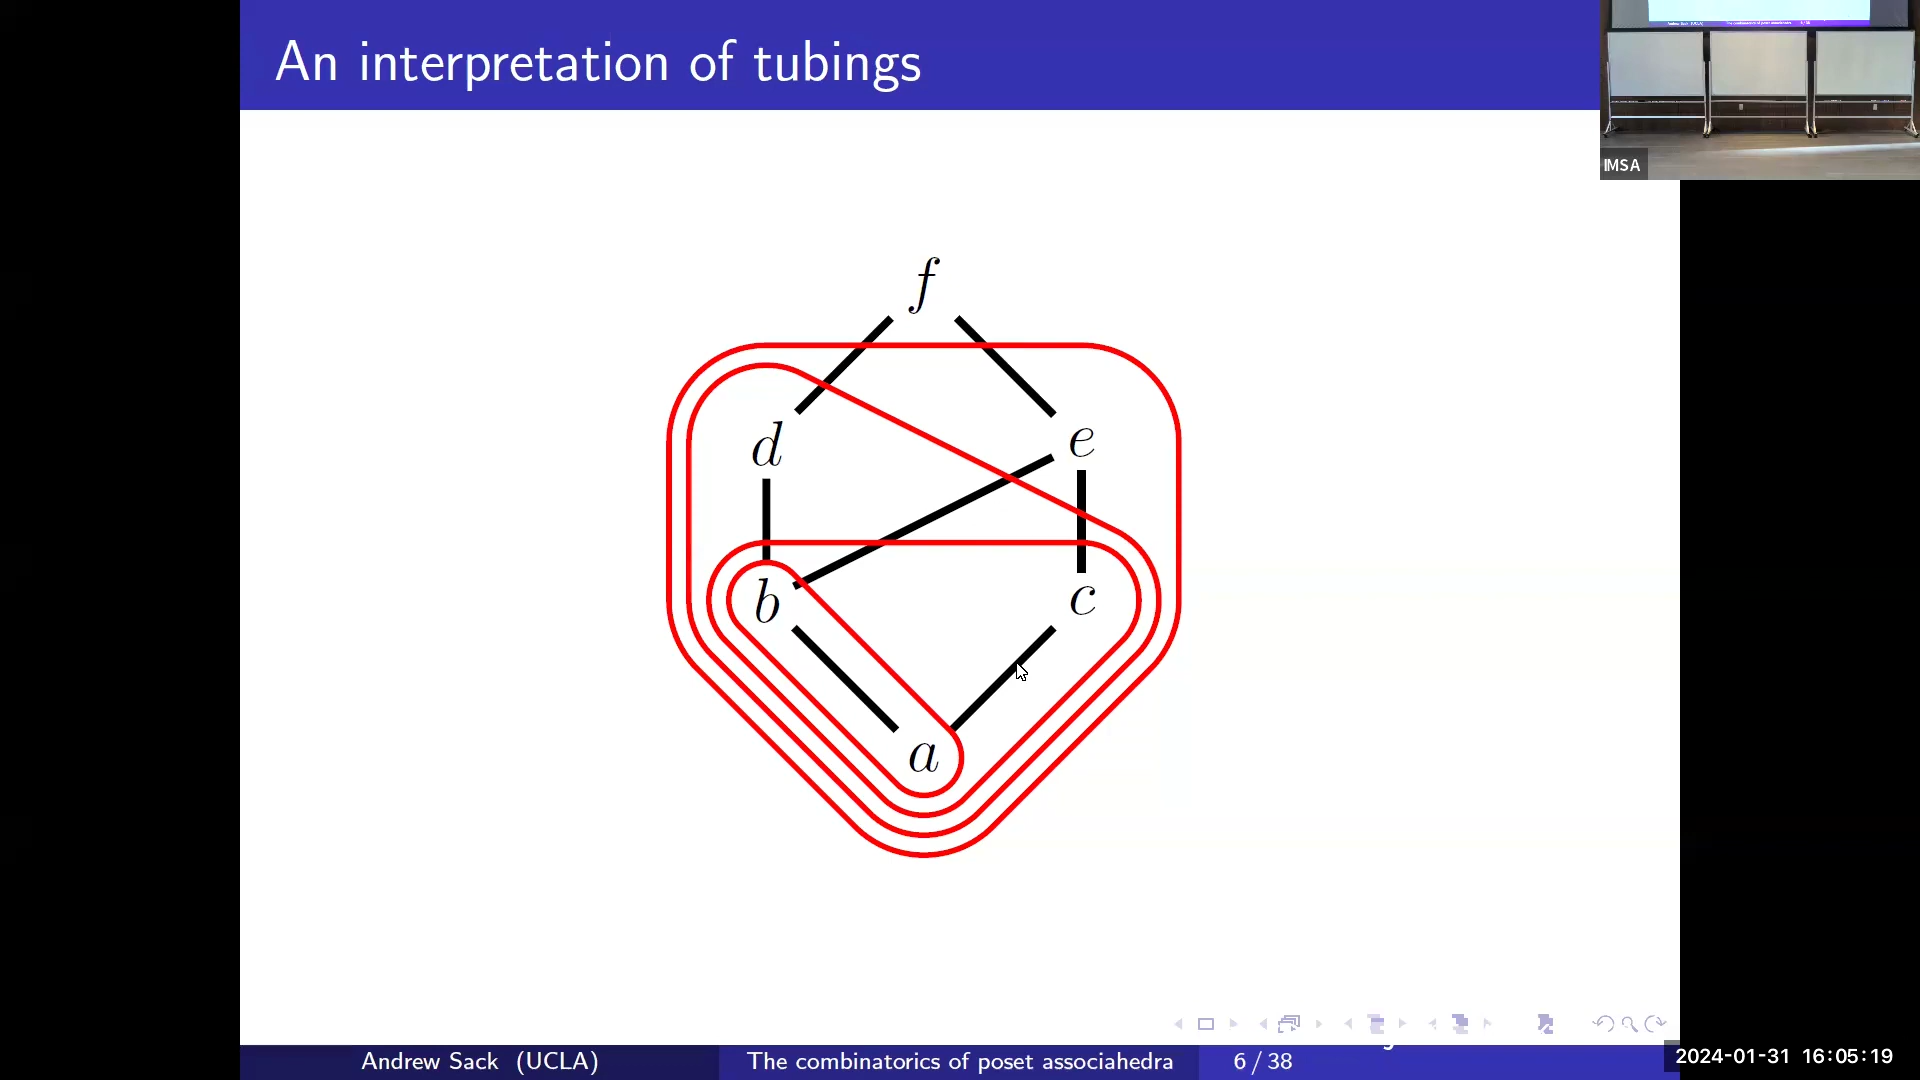 An interpretation of tubings
IMSA
f
d e
b c
a
Andrew Sack (UCLA) The combinatorics of poset associahedra 6 / 38
2024-01-31 16:05:19